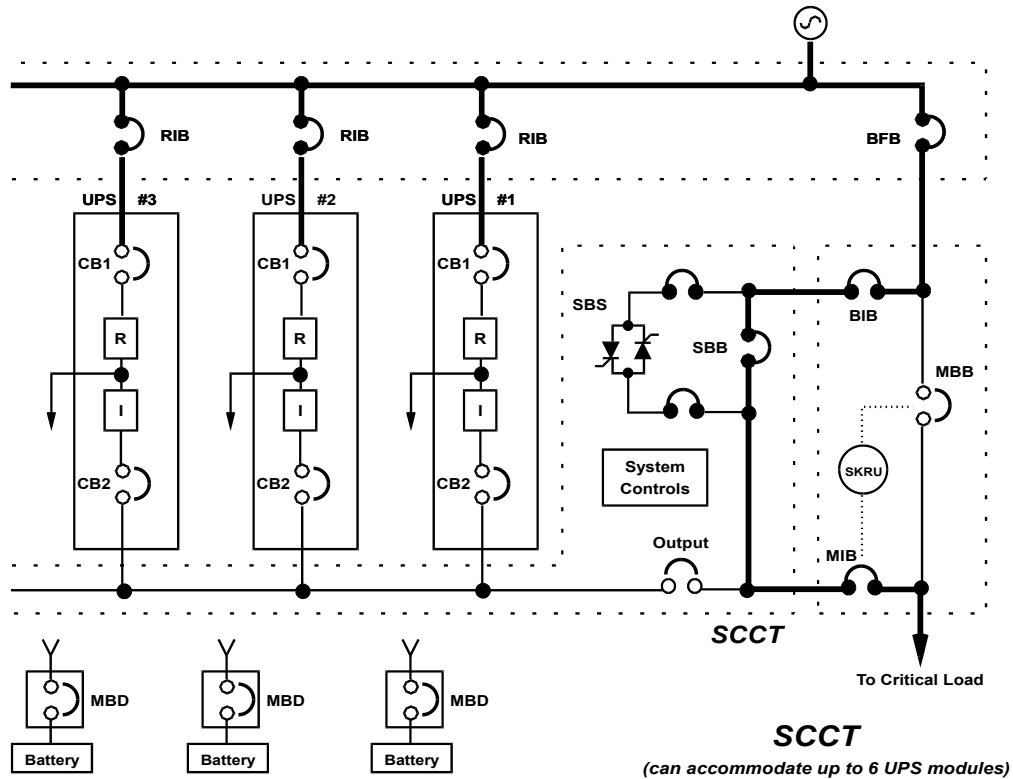 RIB
RIB
RIB
BFB
UPS #3
UPS #2
UPS #1
CB1
CB1
CB1
SBS
BIB
R
R
R
SBB
MBB
I
I
I
System
Controls
SKRU
CB2
CB2
CB2
Output
MIB
SCCT
To Critical Load
MBD
MBD
MBD
Battery
Battery
Battery
SCCT
(can accommodate up to 6 UPS modules)